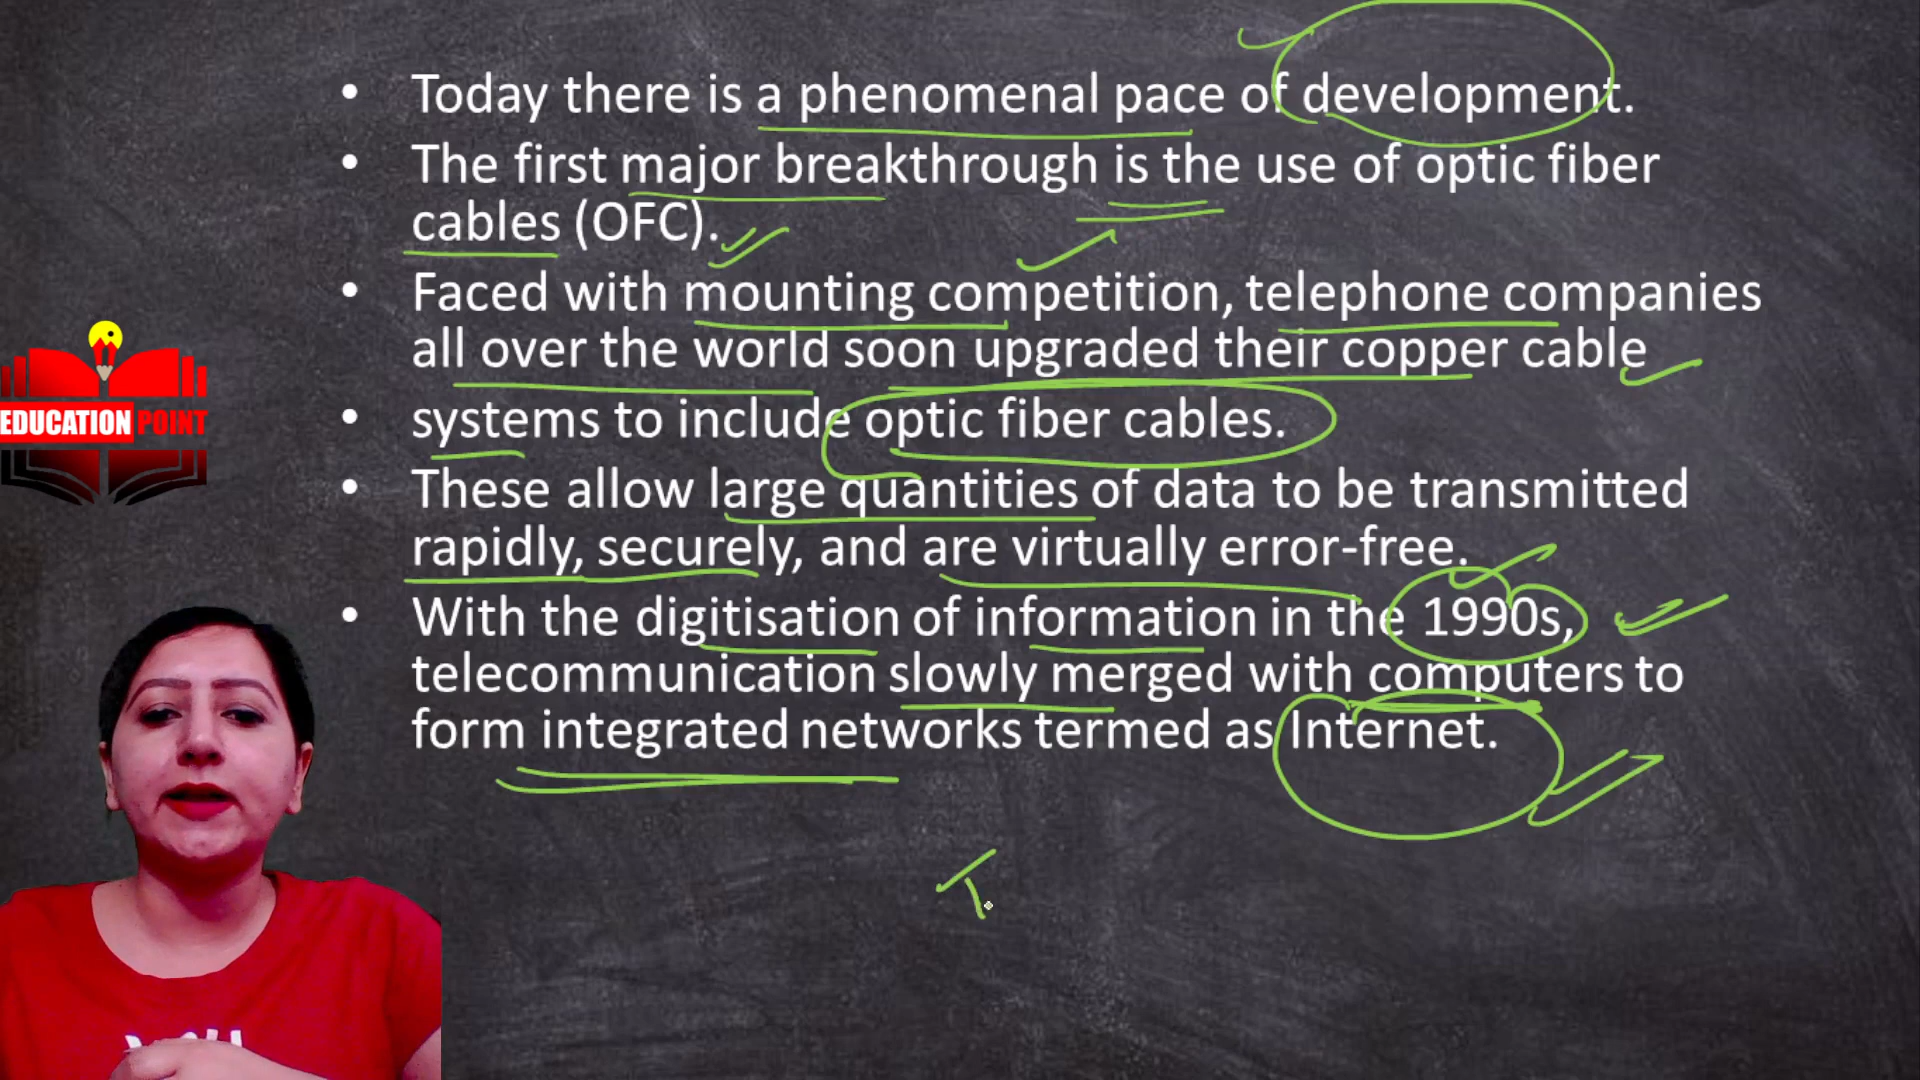 • Today there is a phenomenal pace of development.
• The first major breakthrough is the use of optic fiber
cables (OFC).
• Faced with mounting competition, telephone companies
all over the world soon upgraded their copper cable
• systems to include optic fiber cables.
• These allow large quantities of data to be transmitted
rapidly, securely, and are virtually error-free.
• With the digitisation of information in the 1990s,
telecommunication slowly merged with computers to
form integrated networks termed as Internet.
EDUCATION POINT